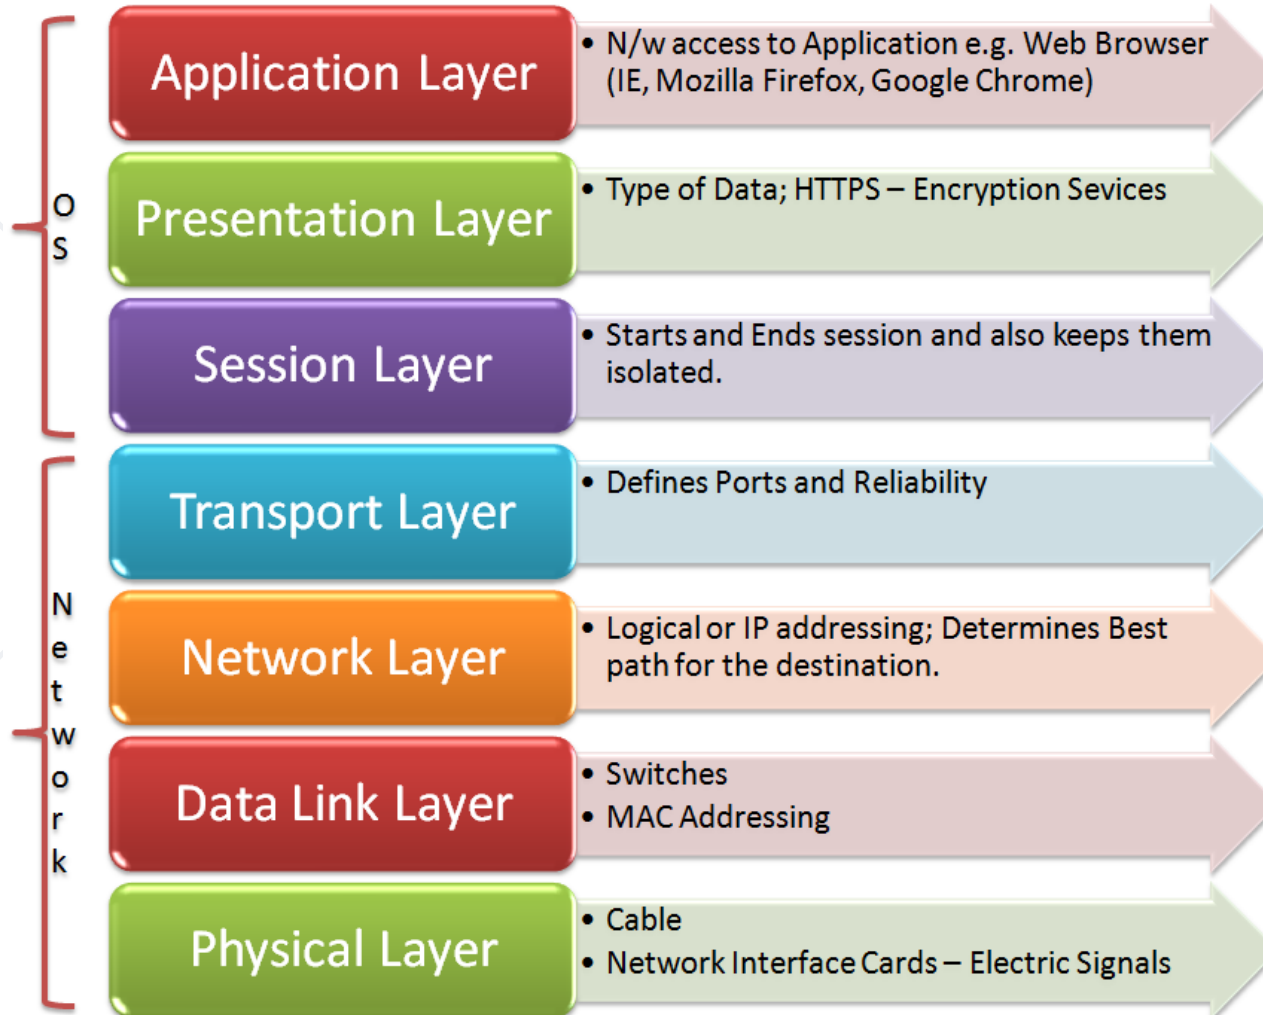 Application Layer
• N/w access to Application e.g. Web Browser
(IE, Mozilla Firefox, Google Chrome)
OS
Presentation Layer
• Type of Data; HTTPS – Encryption Sevices
Session Layer
• Starts and Ends session and also keeps them
isolated.
Transport Layer
• Defines Ports and Reliability
Network
Network Layer
• Logical or IP addressing; Determines Best
path for the destination.
Data Link Layer
• Switches
• MAC Addressing
Physical Layer
• Cable
• Network Interface Cards – Electric Signals